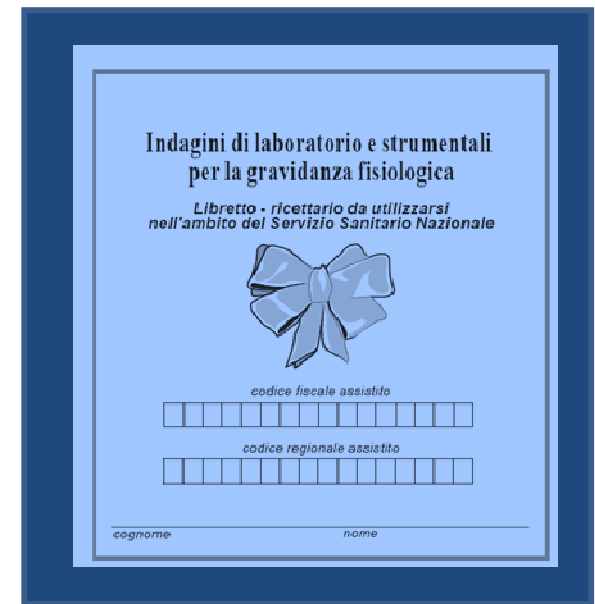 Indagini di laboratorio e strumentali
per la gravidanza fisiologica
Libretto - ricettario da utilizzarsi
nell'ambito del Servizio Sanitario Nazionale
codice fiscale assistito
codice regionale assistito
cognome nome